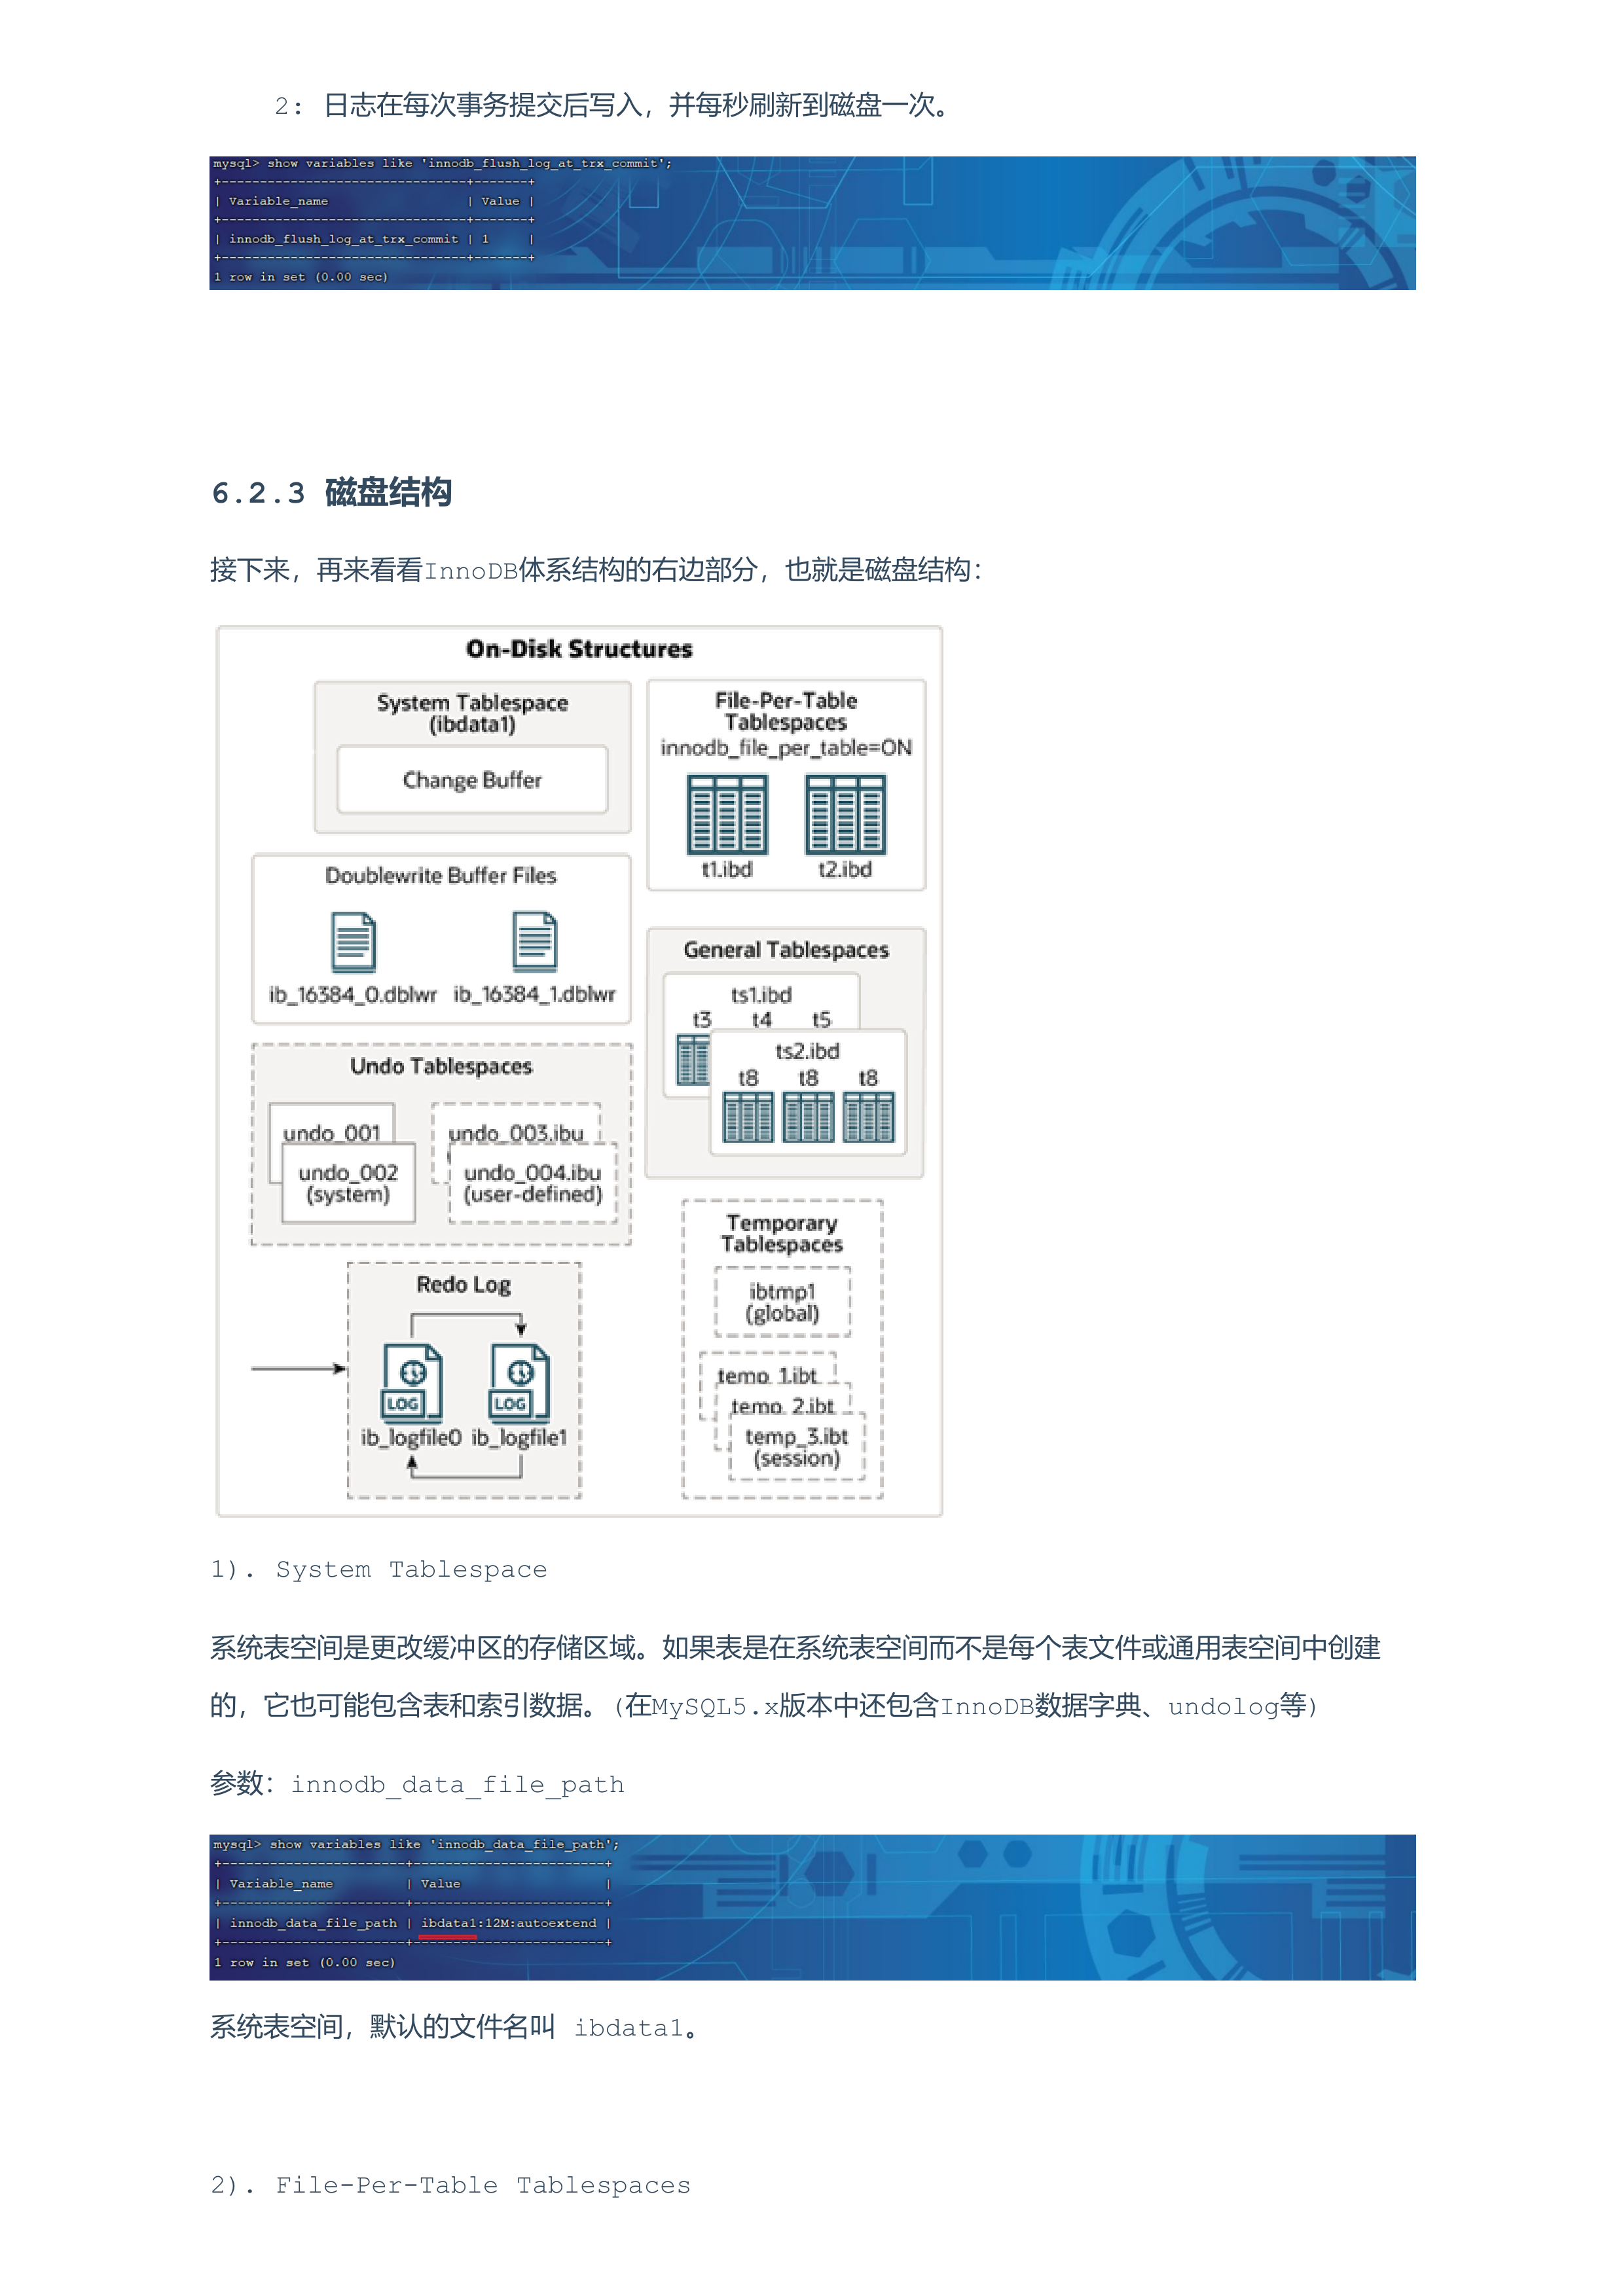 2: 日志在每次事务提交后写入，并每秒刷新到磁盘一次。
mysql> show variables like 'innodb_flush_log_at_trx_commit';
+--------------------------------+-------+
| Variable_name                  | Value |
+--------------------------------+-------+
| innodb_flush_log_at_trx_commit | 1     |
+--------------------------------+-------+
1 row in set (0.00 sec)
6.2.3 磁盘结构
接下来，再来看看InnoDB体系结构的右边部分，也就是磁盘结构：
On-Disk Structures
System Tablespace
(ibdata1)
Change Buffer
File-Per-Table
Tablespaces
innodb_file_per_table=ON
t1.ibd t2.ibd
Doublewrite Buffer Files
ib_16384_0.dblwr ib_16384_1.dblwr
General Tablespaces
ts1.ibd
t3 t4 t5
ts2.ibd
t8 t8 t8
Undo Tablespaces
undo_001
undo_002
(system)
undo_003.ibu
undo_004.ibu
(user-defined)
Temporary
Tablespaces
ibtmp1
(global)
temp_1.ibt
temp_2.ibt
temp_3.ibt
(session)
Redo Log
LOG LOG
ib_logfile0 ib_logfile1
1). System Tablespace
系统表空间是更改缓冲区的存储区域。如果表是在系统表空间而不是每个表文件或通用表空间中创建
的，它也可能包含表和索引数据。(在MySQL5.x版本中还包含InnoDB数据字典、undolog等)
参数：innodb_data_file_path
mysql> show variables like 'innodb_data_file_path';
+-----------------------+------------------------+
| Variable_name         | Value                  |
+-----------------------+------------------------+
| innodb_data_file_path | ibdata1:12M:autoextend |
+-----------------------+------------------------+
1 row in set (0.00 sec)
系统表空间，默认的文件名叫 ibdata1。
2). File-Per-Table Tablespaces